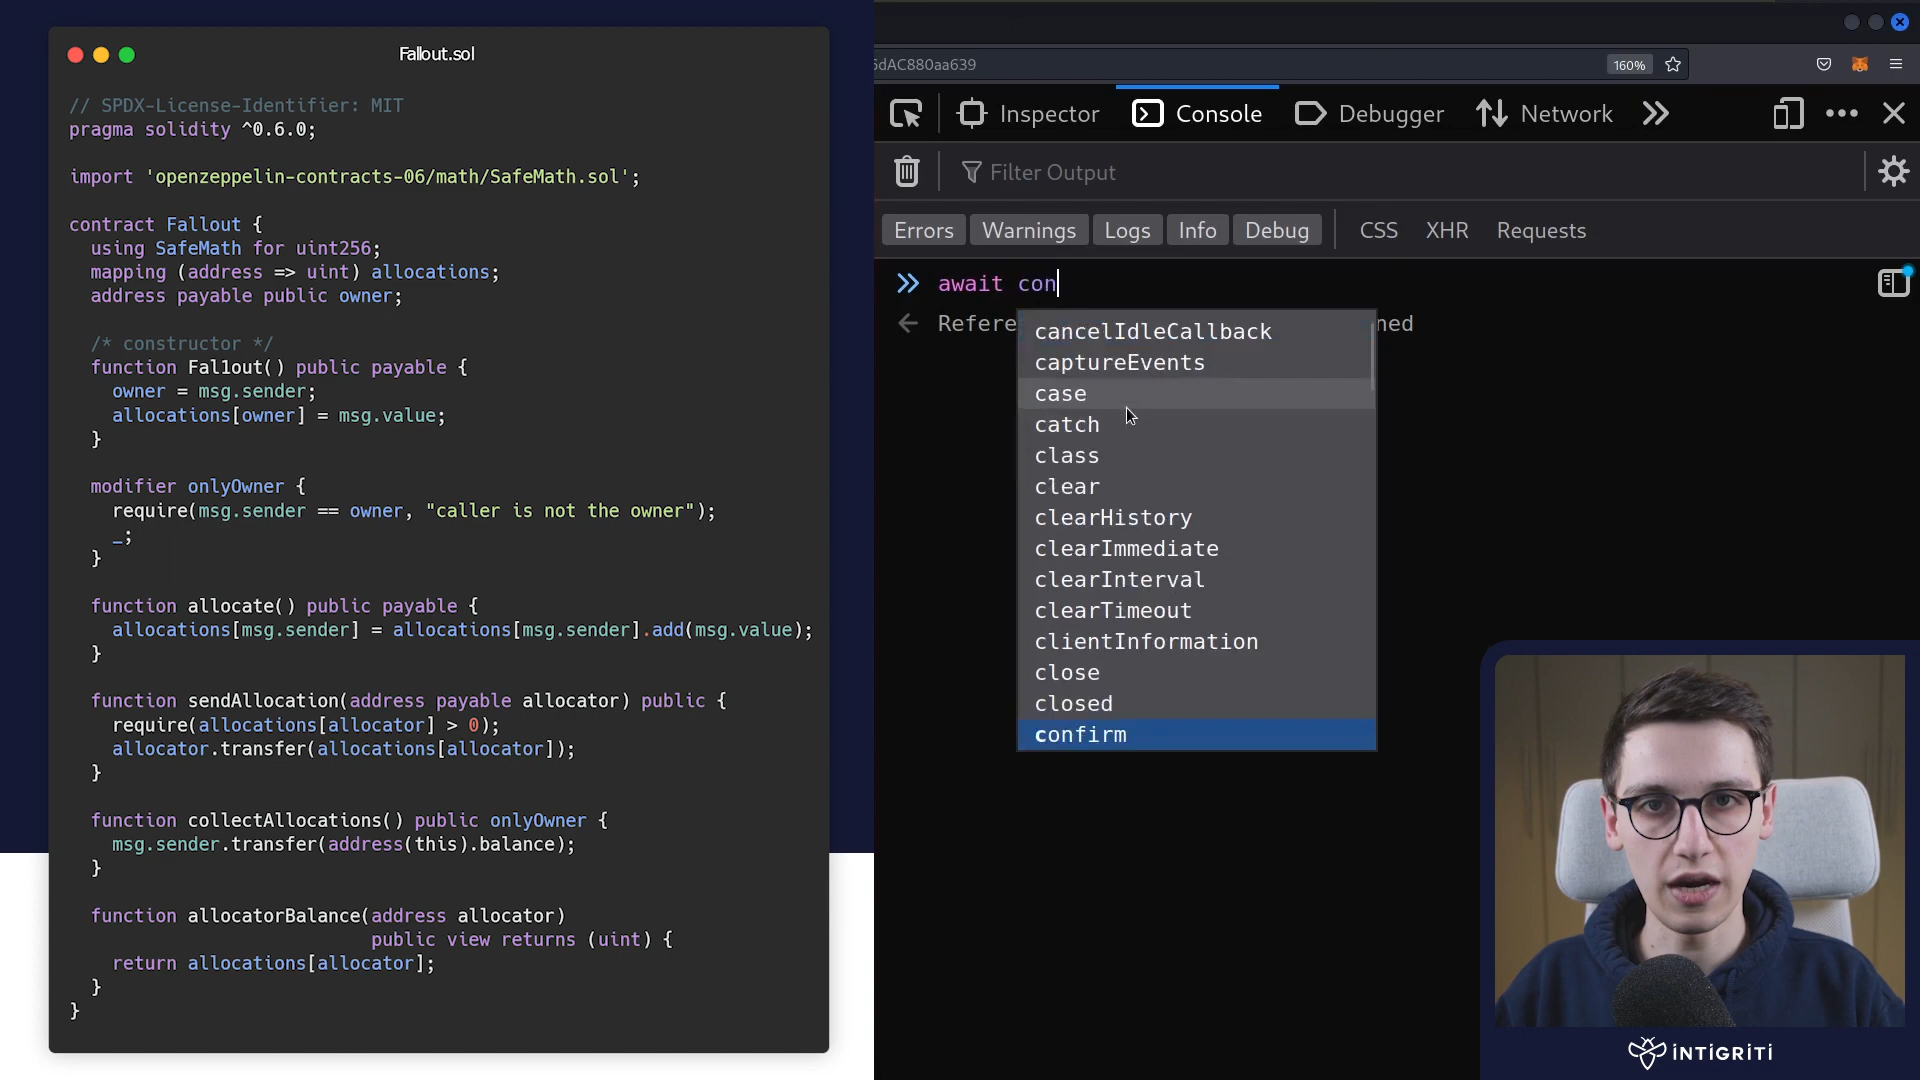 Fallout.sol
// SPDX-License-Identifier: MIT
pragma solidity ^0.6.0;
import 'openzeppelin-contracts-06/math/SafeMath.sol';
contract Fallout {
using SafeMath for uint256;
mapping (address => uint) allocations;
address payable public owner;
/* constructor */
function Fal1out() public payable {
owner = msg.sender;
allocations[owner] = msg.value;
}
modifier onlyOwner {
require(msg.sender == owner, "caller is not the owner");
_;
}
function allocate() public payable {
allocations[msg.sender] = allocations[msg.sender].add(msg.value);
}
function sendAllocation(address payable allocator) public {
require(allocations[allocator] > 0);
allocator.transfer(allocations[allocator]);
}
function collectAllocations() public onlyOwner {
msg.sender.transfer(address(this).balance);
}
function allocatorBalance(address allocator)
public view returns (uint) {
return allocations[allocator];
}
}
dAC880aa639
160%
Inspector
Console
Debugger
Network
Filter Output
Errors
Warnings
Logs
Info
Debug
CSS
XHR
Requests
await con
Refere ned
cancelIdleCallback
captureEvents
case
catch
class
clear
clearHistory
clearImmediate
clearInterval
clearTimeout
clientInformation
close
closed
confirm
INTIGRITI